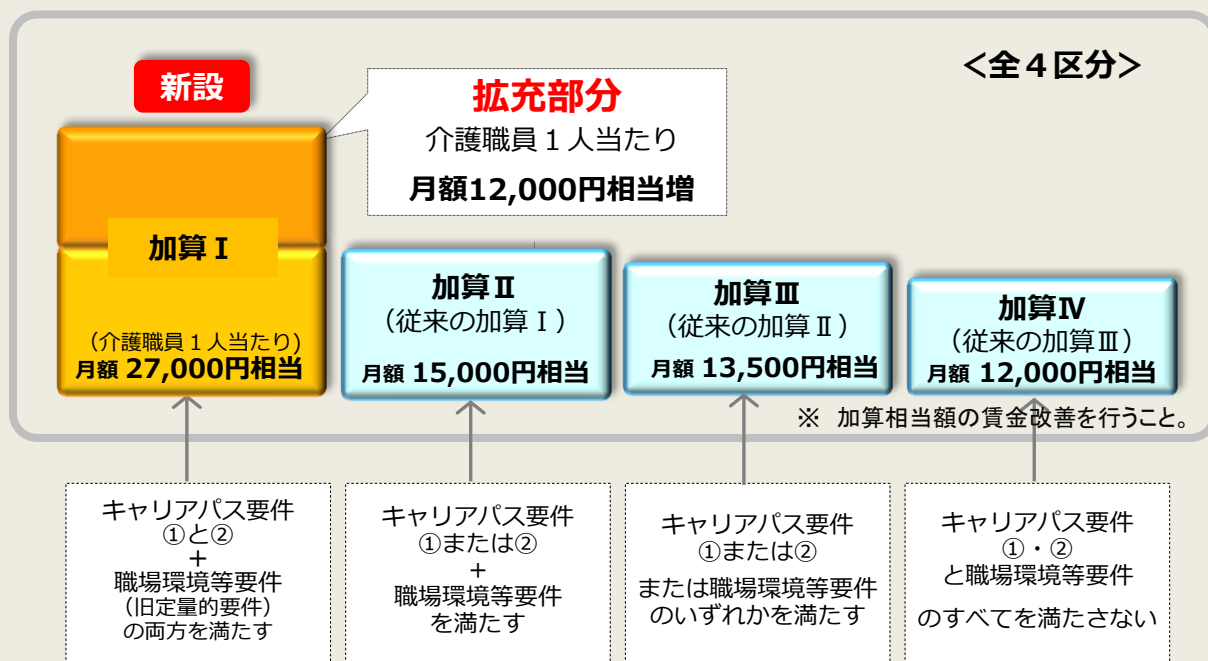 ＜全４区分＞
新設
拡充部分
介護職員１人当たり
月額12,000円相当増
加算Ⅰ
(介護職員１人当たり)
月額 27,000円相当
加算Ⅱ
(従来の加算Ⅰ)
月額 15,000円相当
加算Ⅲ
(従来の加算Ⅱ)
月額 13,500円相当
加算Ⅳ
(従来の加算Ⅲ)
月額 12,000円相当
※ 加算相当額の賃金改善を行うこと。
キャリアパス要件
①と②
＋
職場環境等要件
(旧定量的要件)
の両方を満たす
キャリアパス要件
①または②
＋
職場環境等要件
を満たす
キャリアパス要件
①または②
または職場環境等要件
のいずれかを満たす
キャリアパス要件
①・②
と職場環境等要件
のすべてを満たさない